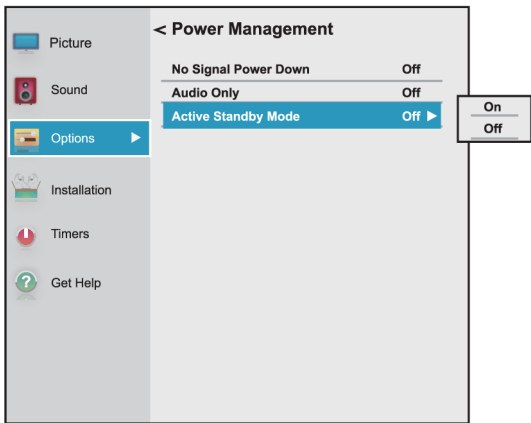 Picture
Sound
Options
Installation
Timers
Get Help
< Power Management
No Signal Power Down Off
Audio Only Off
Active Standby Mode Off
On
Off